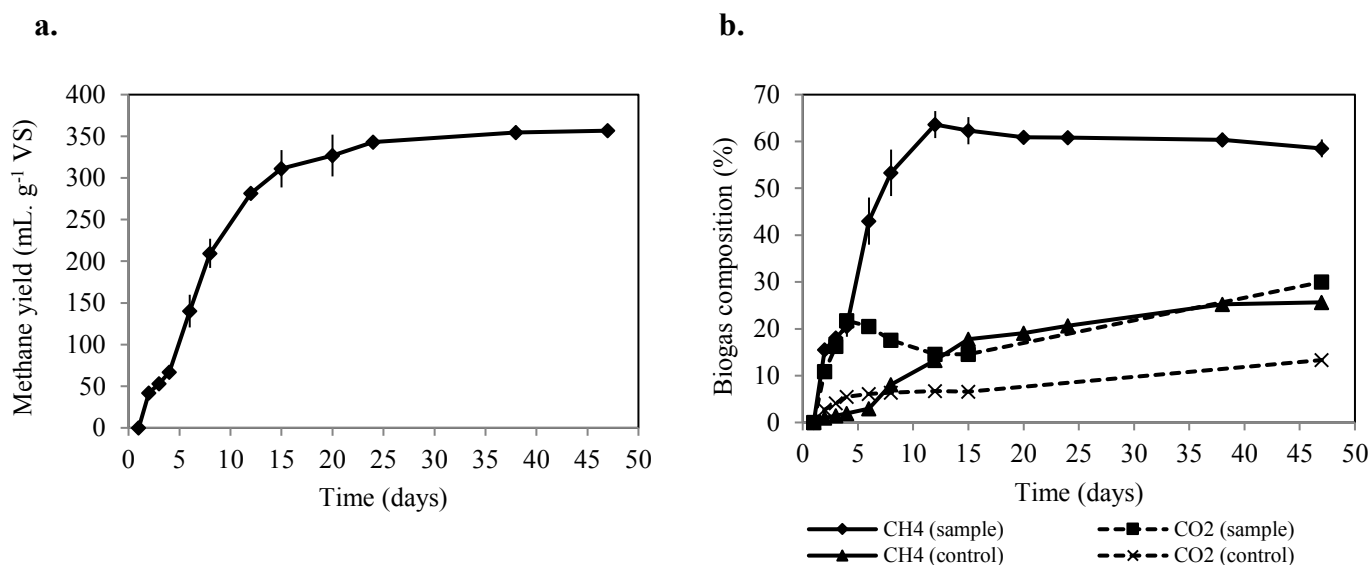 a.
Methane yield (mL. g-1 VS)
400
350
300
250
200
150
100
50
0
0 5 10 15 20 25 30 35 40 45 50
Time (days)
b.
Biogas composition (%)
70
60
50
40
30
20
10
0
0 5 10 15 20 25 30 35 40 45 50
Time (days)
CH4 (sample) CO2 (sample)
CH4 (control) CO2 (control)